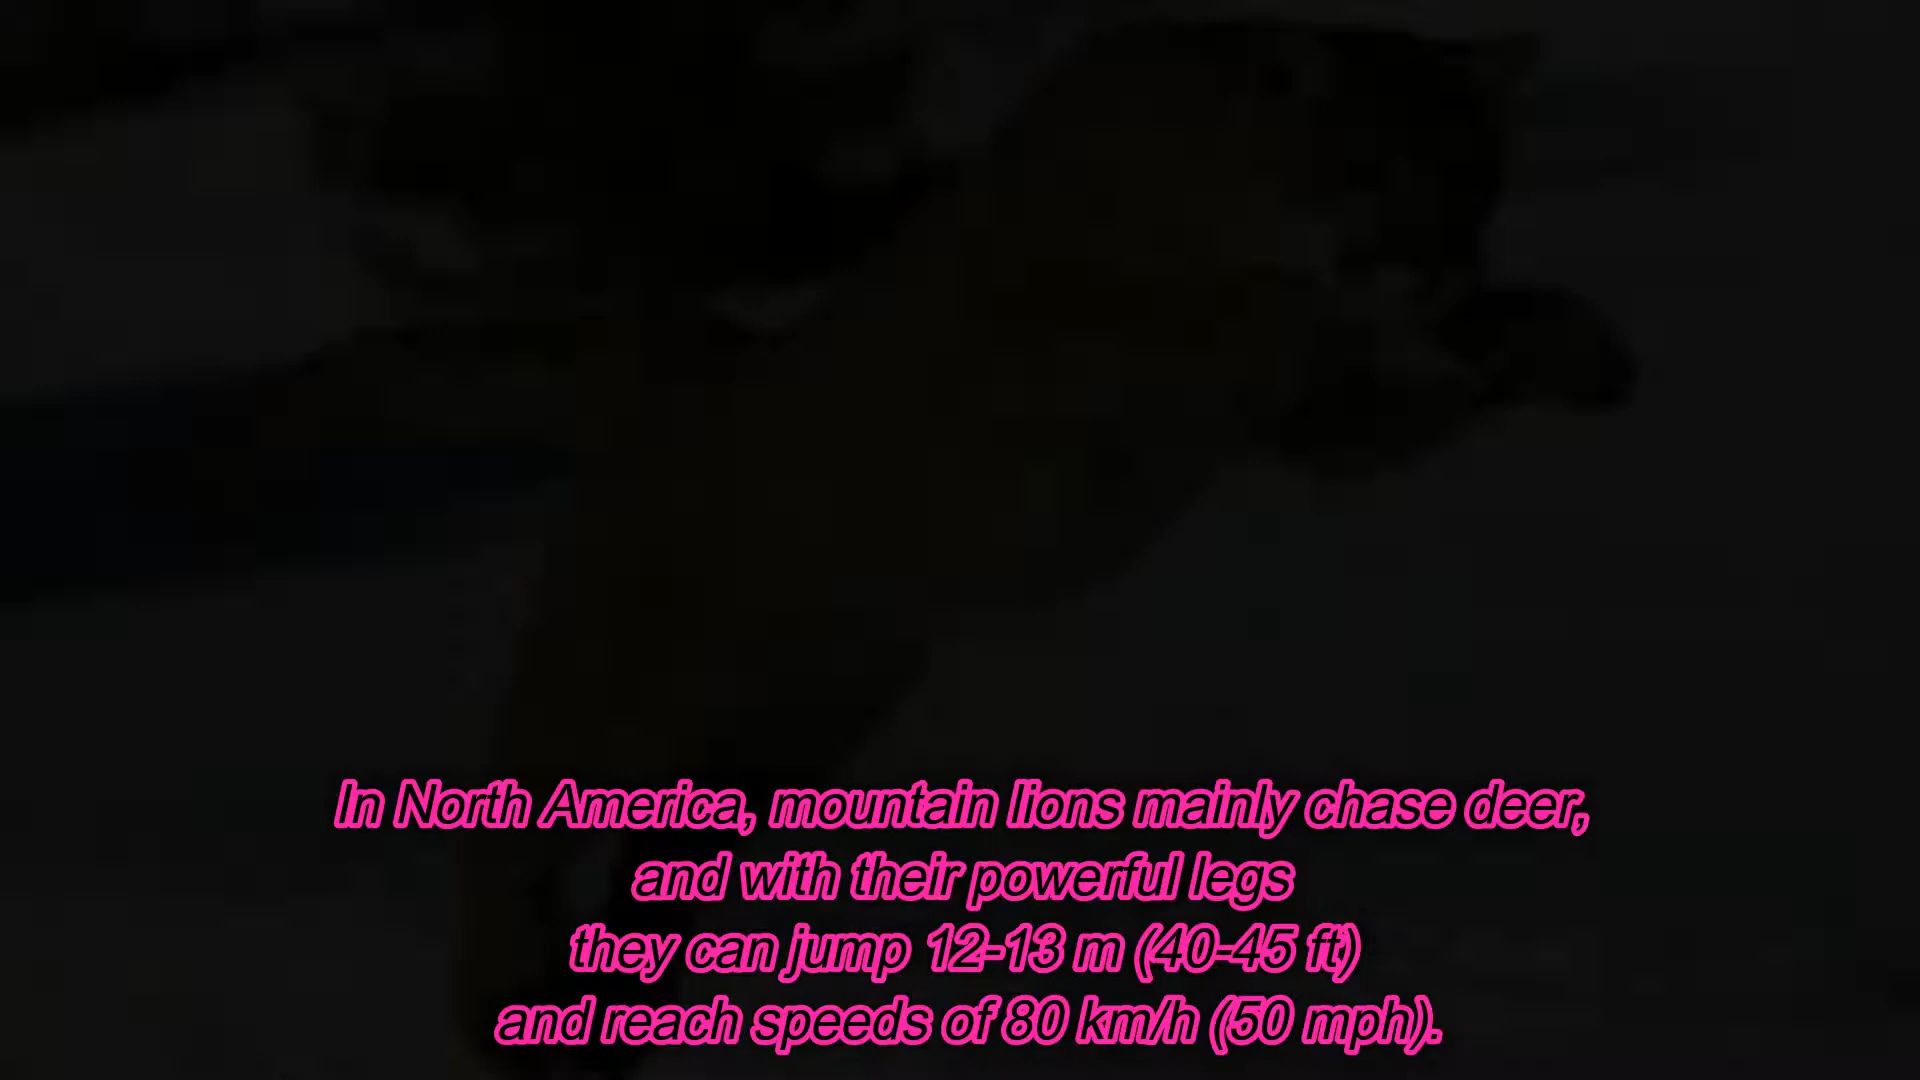 In North America, mountain lions mainly chase deer,
and with their powerful legs
they can jump 12-13 m (40-45 ft)
and reach speeds of 80 km/h (50 mph).